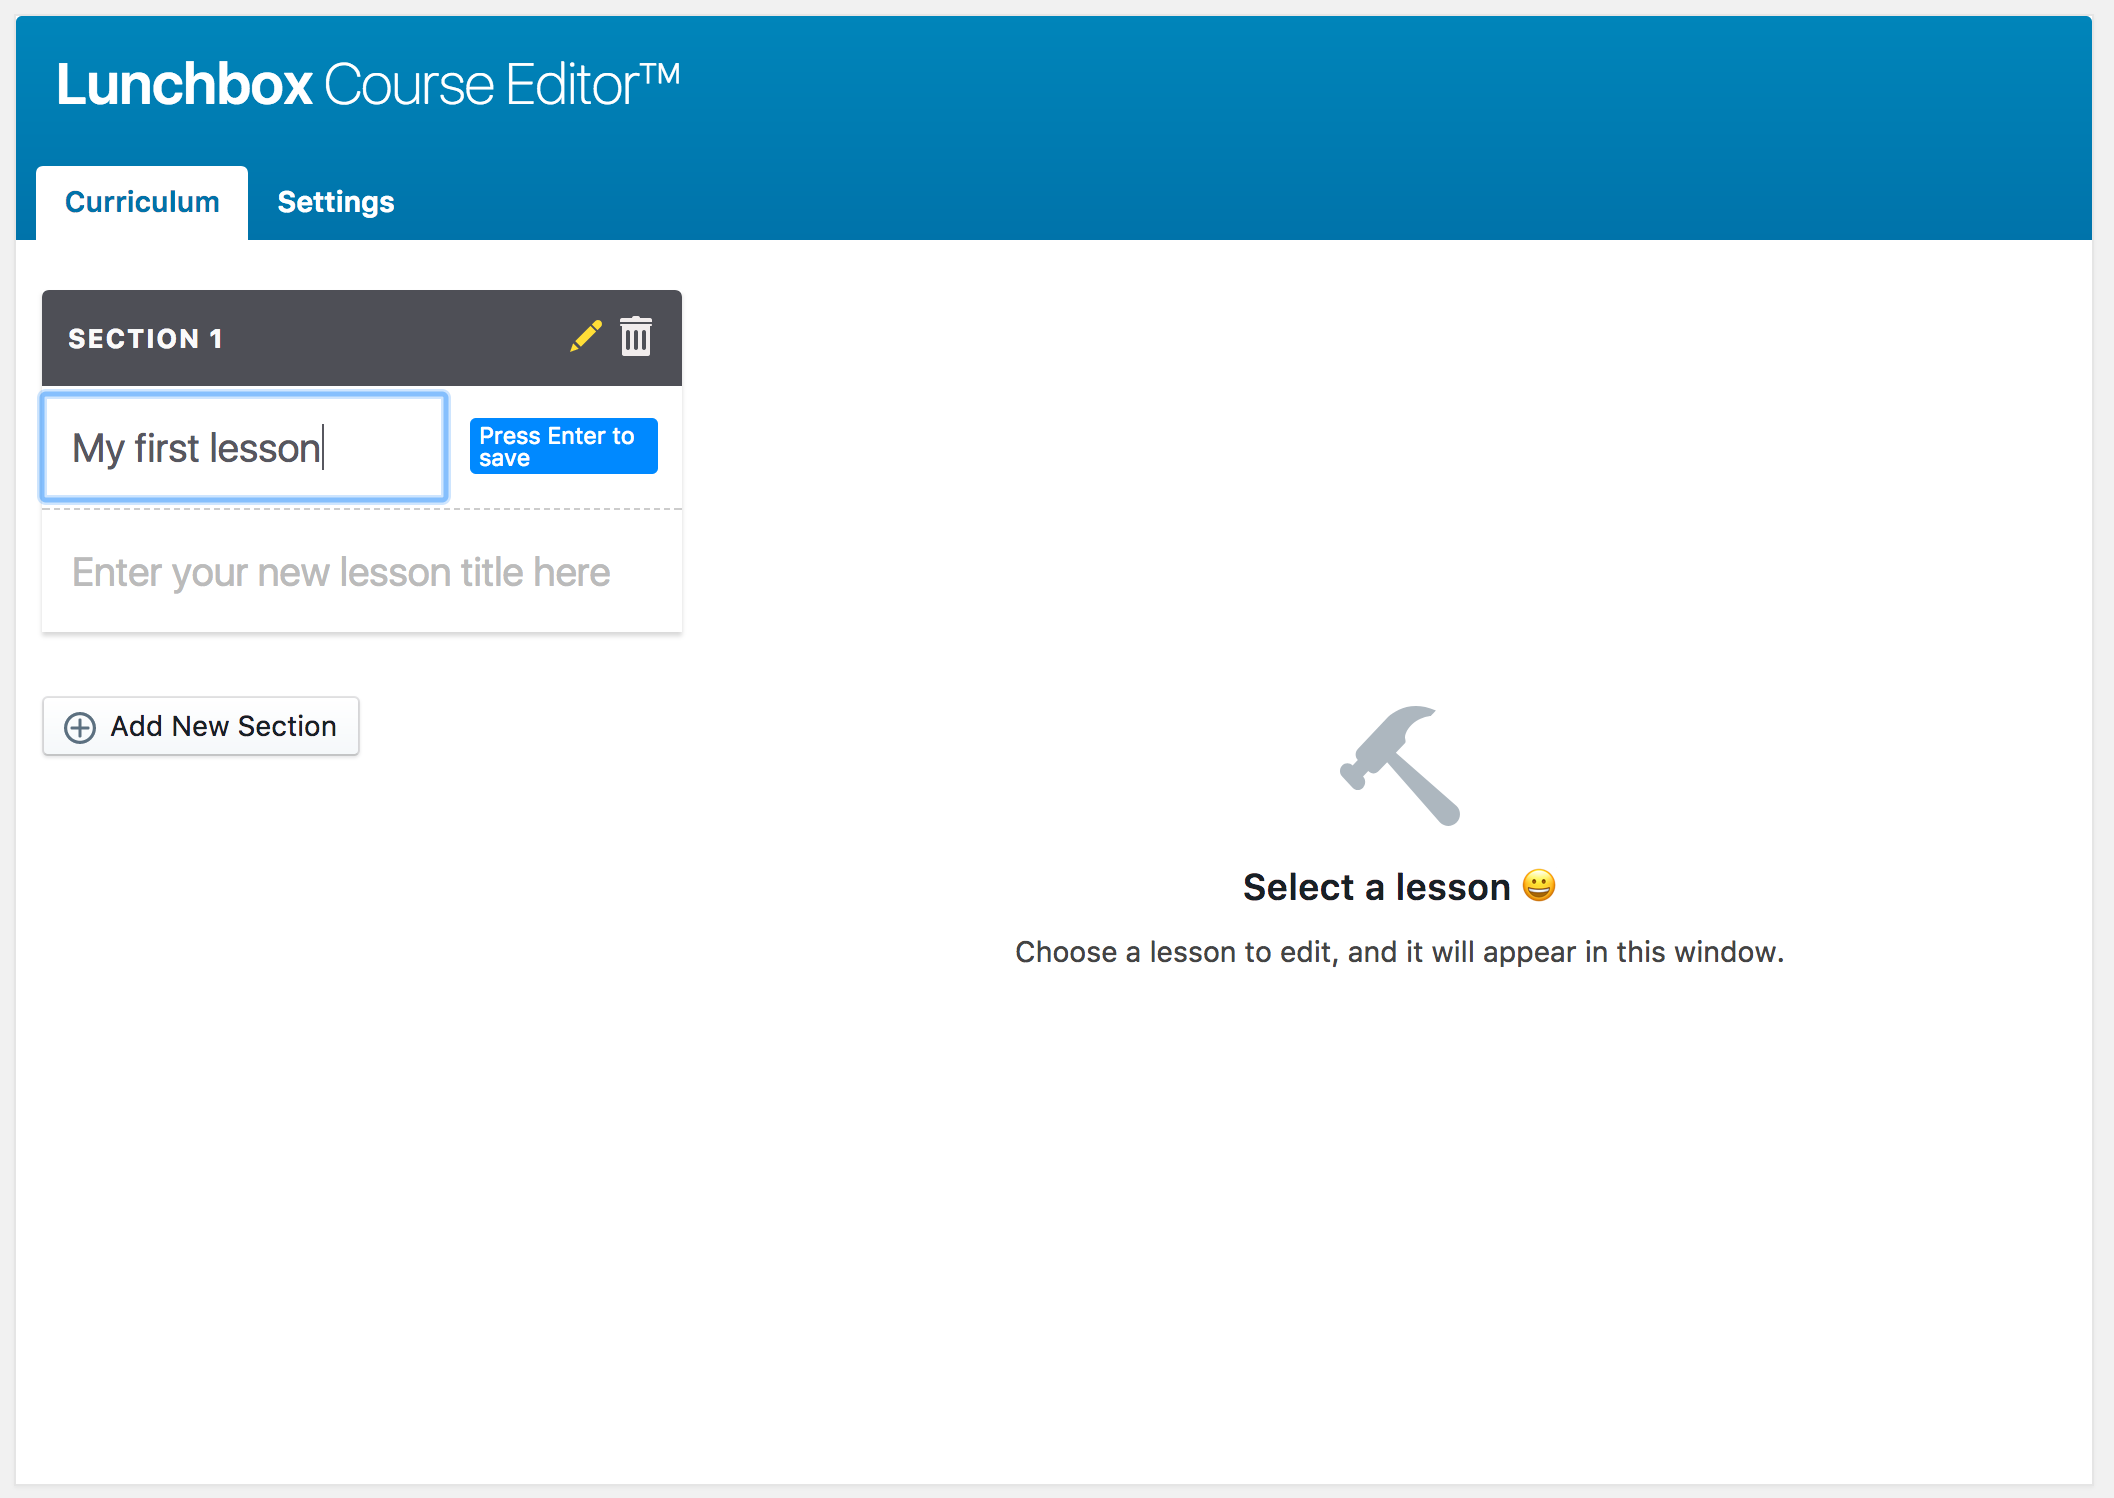 Lunchbox Course Editor™
Curriculum
Settings
SECTION 1
My first lesson
Press Enter to
save
Enter your new lesson title here
Add New Section
Select a lesson 😀
Choose a lesson to edit, and it will appear in this window.